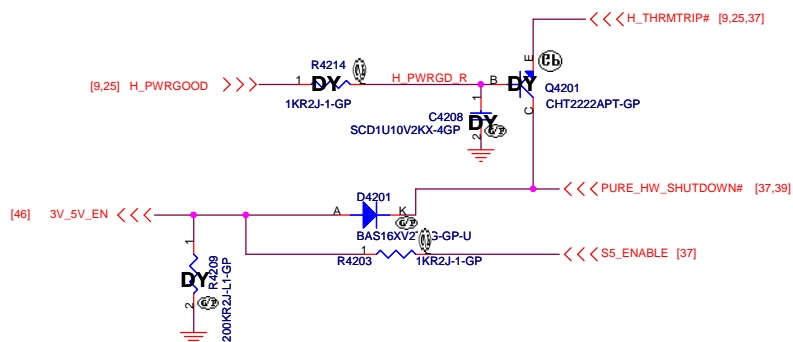 H_THRMTRIP# [9,25,37]
R4214
[9,25] H_PWRGOOD
1
DY
H_PWRGD_R
B
DY
E
Q4201
1KR2J-1-GP
CHT2222APT-GP
C
1
C4208
DY
SCD1U10V2KX-4GP
2
D4201
PURE_HW_SHUTDOWN# [37,39]
[46] 3V_5V_EN
A
K
G-GP-U
1
R4203
1KR2J-1-GP
S5_ENABLE [37]
1
DY
R4209
2
200KR2J-L1-GP